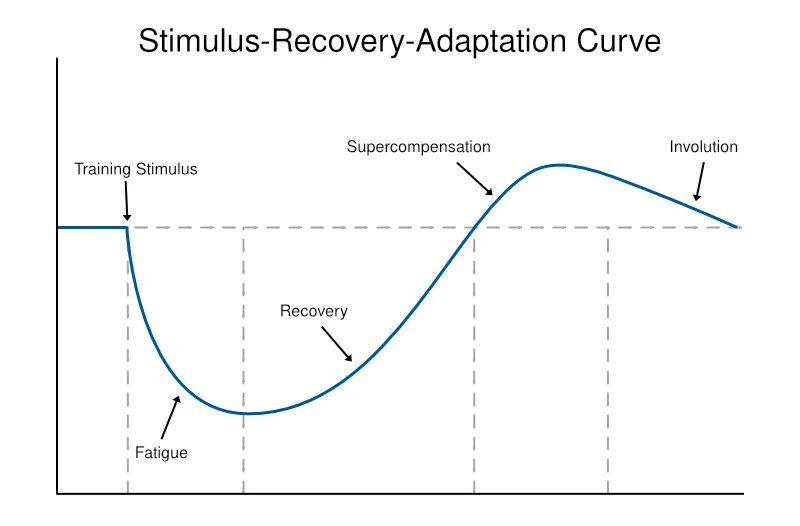 Stimulus-Recovery-Adaptation Curve
Supercompensation
Involution
Training Stimulus
Recovery
Fatigue